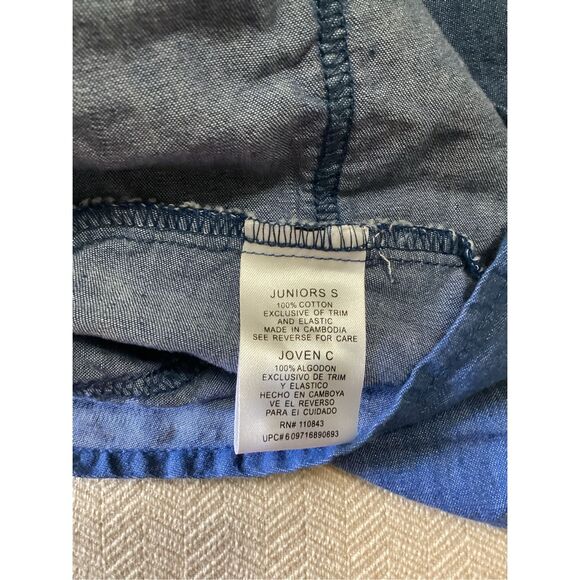 JUNIORS S
100% COTTON
EXCLUSIVE OF TRIM
AND ELASTIC
MADE IN CAMBODIA
SEE REVERSE FOR CARE
JOVEN C
100% ALGODON
EXCLUSIVO DE TRIM
Y ELASTICO
HECHO EN CAMBOYA
VE EL REVERSO
PARA EI CUIDADO
RN# 110843
UPC# 609716890693